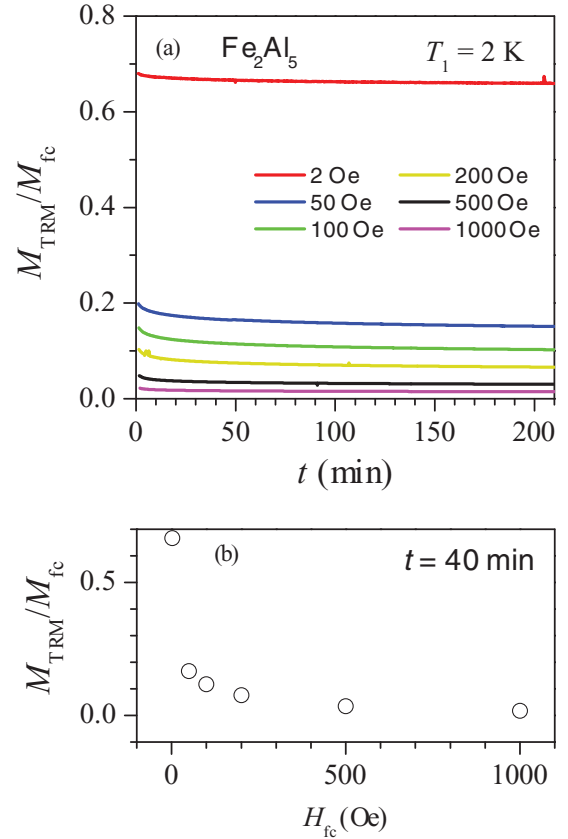 (a) Fe2Al5 T1 = 2 K
0.8
0.6
0.4
0.2
0.0
MTRM/Mfc
2 Oe 200 Oe
50 Oe 500 Oe
100 Oe 1000 Oe
0 50 100 150 200
t (min)
(b) t = 40 min
0.5
0.0
MTRM/Mfc
0 500 1000
Hfc (Oe)